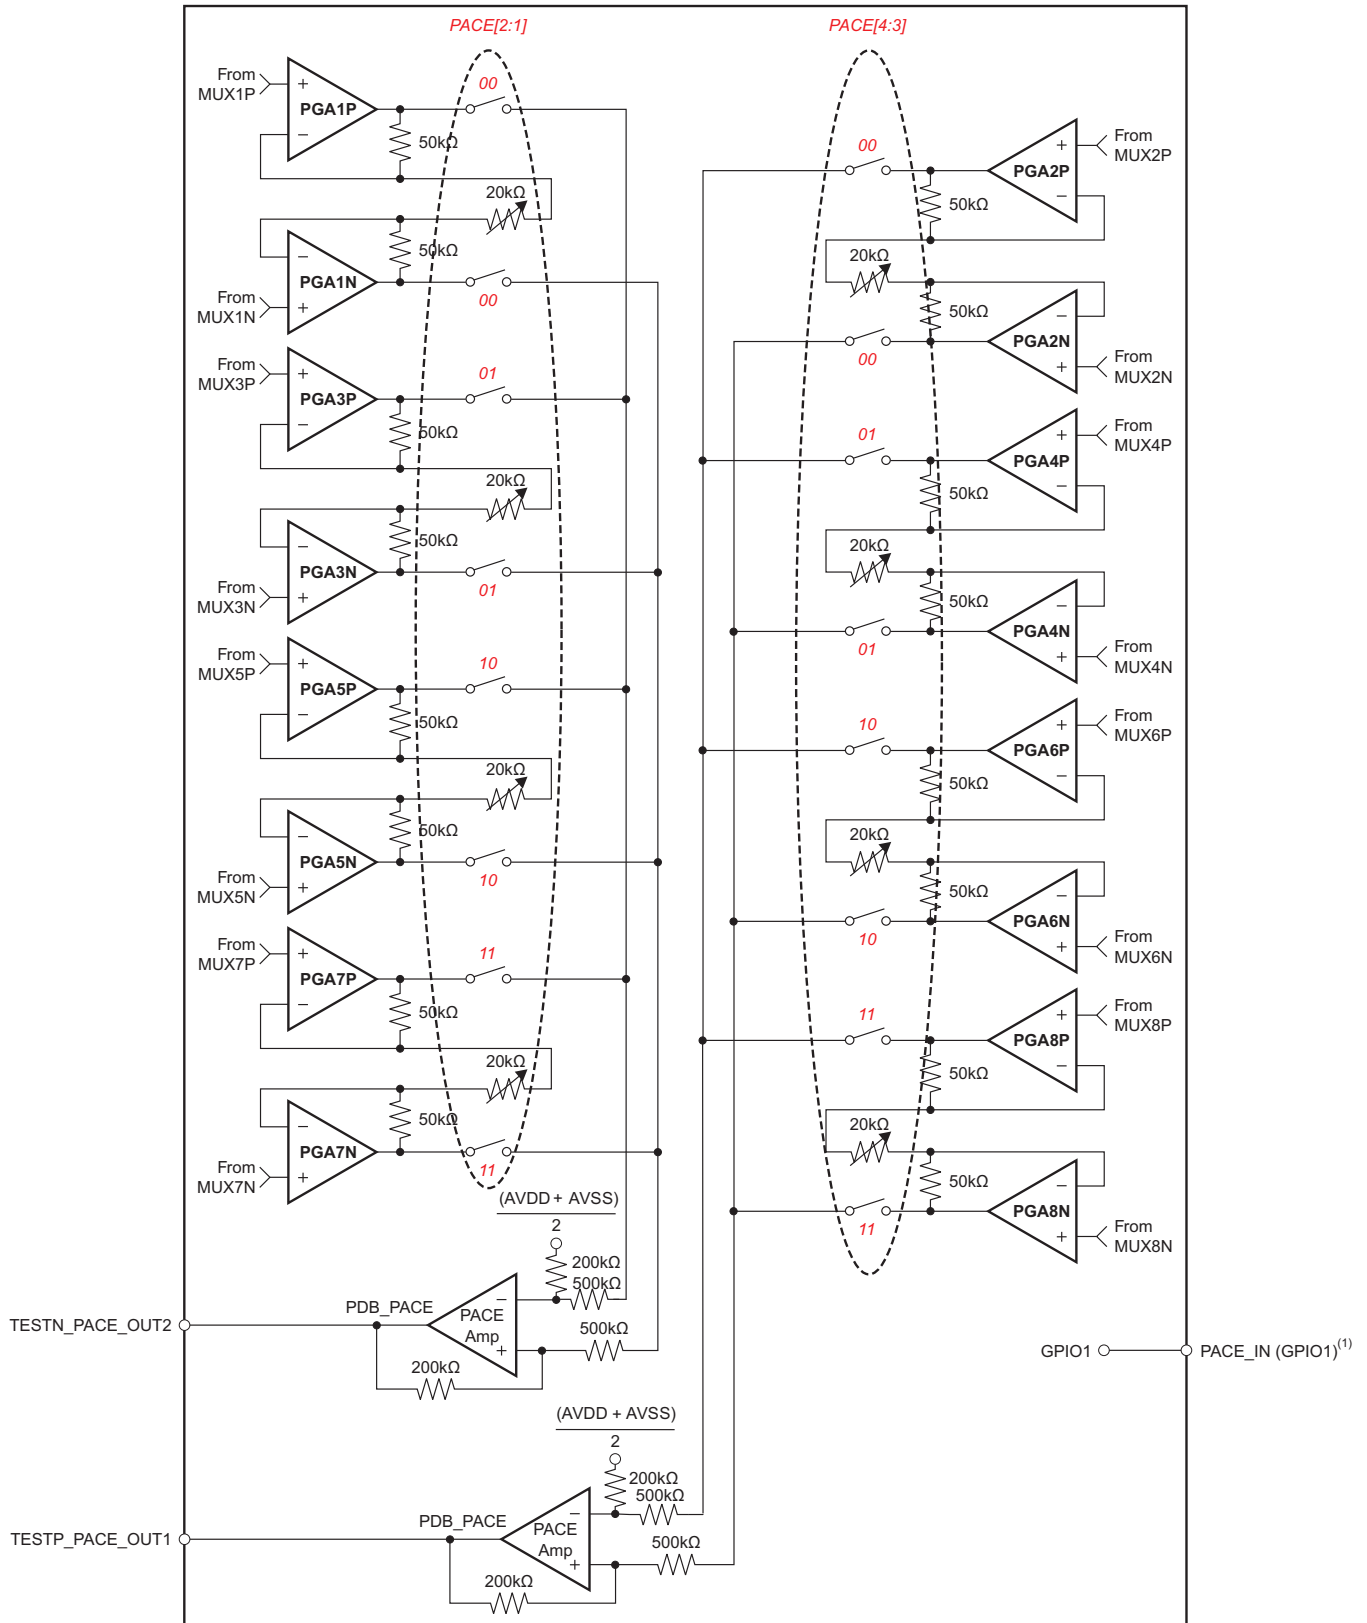 PACE[2:1]
PACE[4:3]
From
MUX1P
+
PGA1P
−
00
50kΩ
20kΩ
50kΩ
−
PGA1N
From
MUX1N
+
00
From
MUX3P
+
PGA3P
−
01
50kΩ
20kΩ
50kΩ
−
PGA3N
From
MUX3N
+
01
From
MUX5P
+
PGA5P
−
10
50kΩ
20kΩ
50kΩ
−
PGA5N
From
MUX5N
+
10
From
MUX7P
+
PGA7P
−
11
50kΩ
20kΩ
50kΩ
−
PGA7N
From
MUX7N
+
11
00
+
From
MUX2P
PGA2P
−
50kΩ
20kΩ
50kΩ
−
PGA2N
+
From
MUX2N
00
01
+
From
MUX4P
PGA4P
−
50kΩ
20kΩ
50kΩ
−
PGA4N
+
From
MUX4N
01
10
+
From
MUX6P
PGA6P
−
50kΩ
20kΩ
50kΩ
−
PGA6N
+
From
MUX6N
10
11
+
From
MUX8P
PGA8P
−
50kΩ
20kΩ
50kΩ
−
PGA8N
+
From
MUX8N
11
(AVDD + AVSS)
2
200kΩ
500kΩ
PDB_PACE
−
PACE
Amp
+
500kΩ
200kΩ
TESTN_PACE_OUT2
GPIO1
PACE_IN (GPIO1)(1)
(AVDD + AVSS)
2
200kΩ
500kΩ
PDB_PACE
−
PACE
Amp
+
500kΩ
200kΩ
TESTP_PACE_OUT1